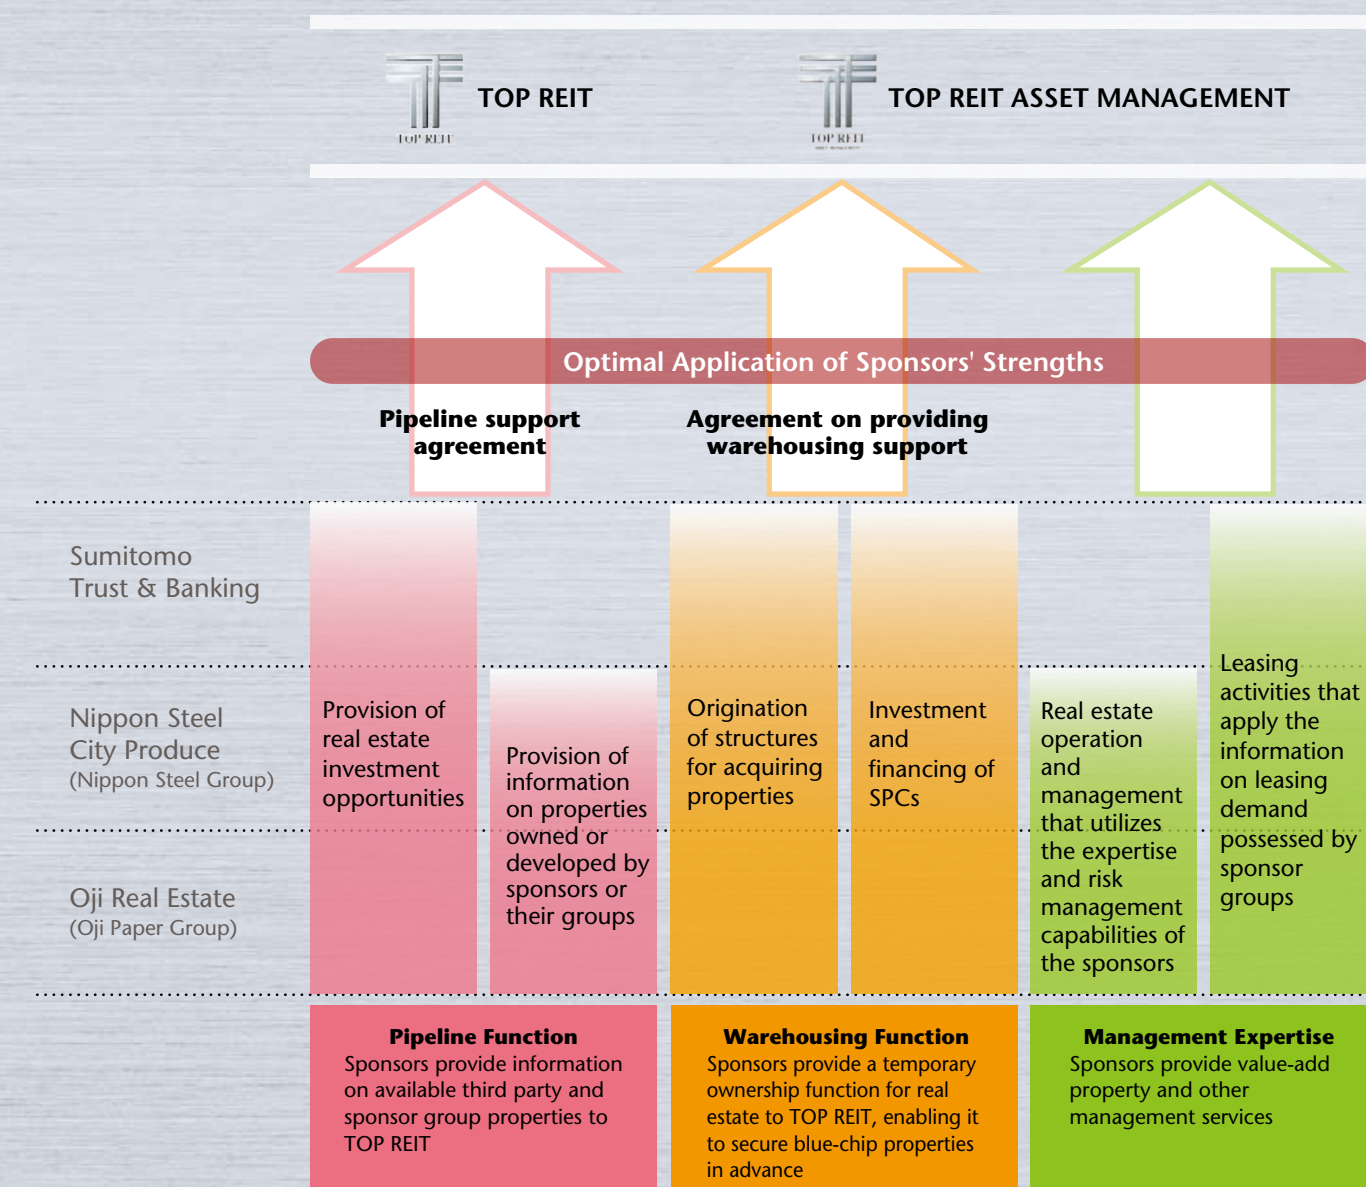 TOP REIT
TOP REIT
TOP REIT ASSET MANAGEMENT
TOP REIT
ASSET MANAGEMENT
Optimal Application of Sponsors' Strengths
Pipeline support
agreement
Agreement on providing
warehousing support
Sumitomo
Trust & Banking
Nippon Steel
City Produce
(Nippon Steel Group)
Oji Real Estate
(Oji Paper Group)
Provision of
real estate
investment
opportunities
Provision of
information
on properties
owned or
developed by
sponsors or
their groups
Origination
of structures
for acquiring
properties
Investment
and
financing of
SPCs
Real estate
operation
and
management
that utilizes
the expertise
and risk
management
capabilities of
the sponsors
Leasing
activities that
apply the
information
on leasing
demand
possessed by
sponsor
groups
Pipeline Function
Sponsors provide information
on available third party and
sponsor group properties to
TOP REIT
Warehousing Function
Sponsors provide a temporary
ownership function for real
estate to TOP REIT, enabling it
to secure blue-chip properties
in advance
Management Expertise
Sponsors provide value-add
property and other
management services